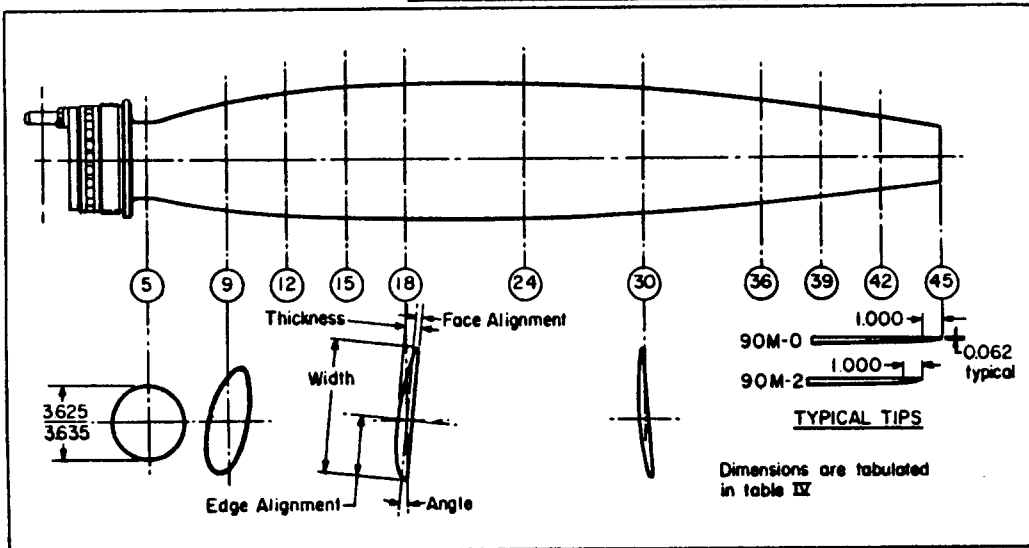 5 9 12 15 18 24 30 36 39 42 45
Thickness
Face Alignment
1.000
90M-0
0.062
typical
Width
1.000
90M-2
3.625
3.635
TYPICAL TIPS
Dimensions are tabulated
in table IV
Edge Alignment
Angle